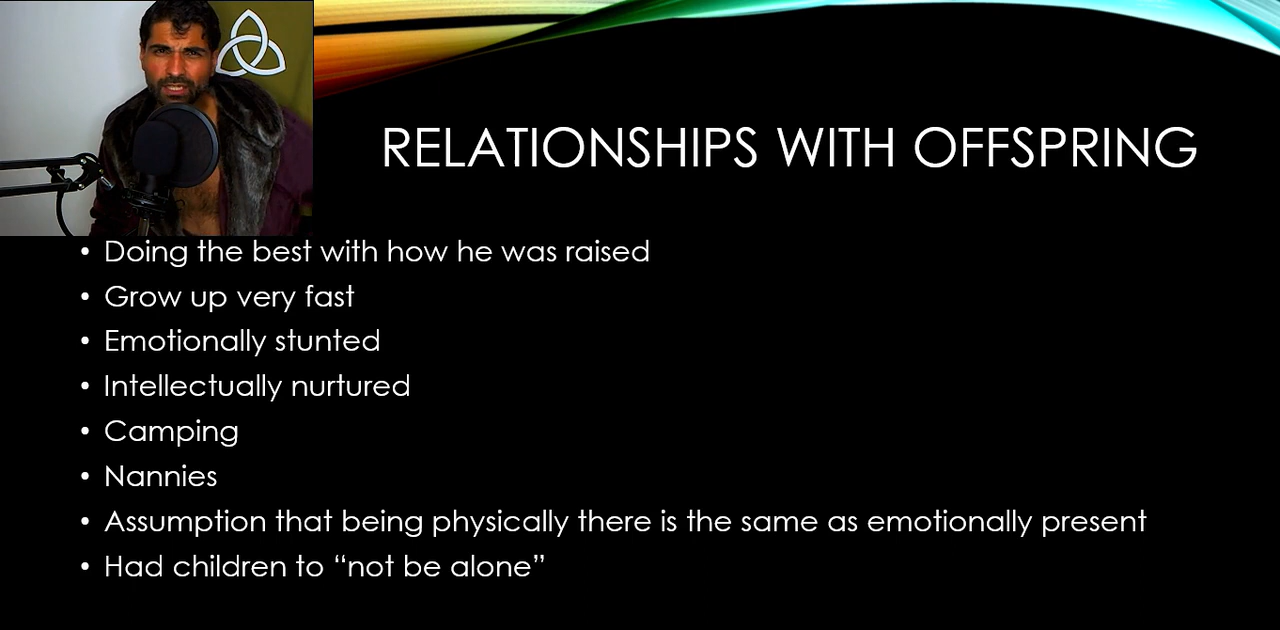 RELATIONSHIPS WITH OFFSPRING
• Doing the best with how he was raised
• Grow up very fast
• Emotionally stunted
• Intellectually nurtured
• Camping
• Nannies
• Assumption that being physically there is the same as emotionally present
• Had children to “not be alone”